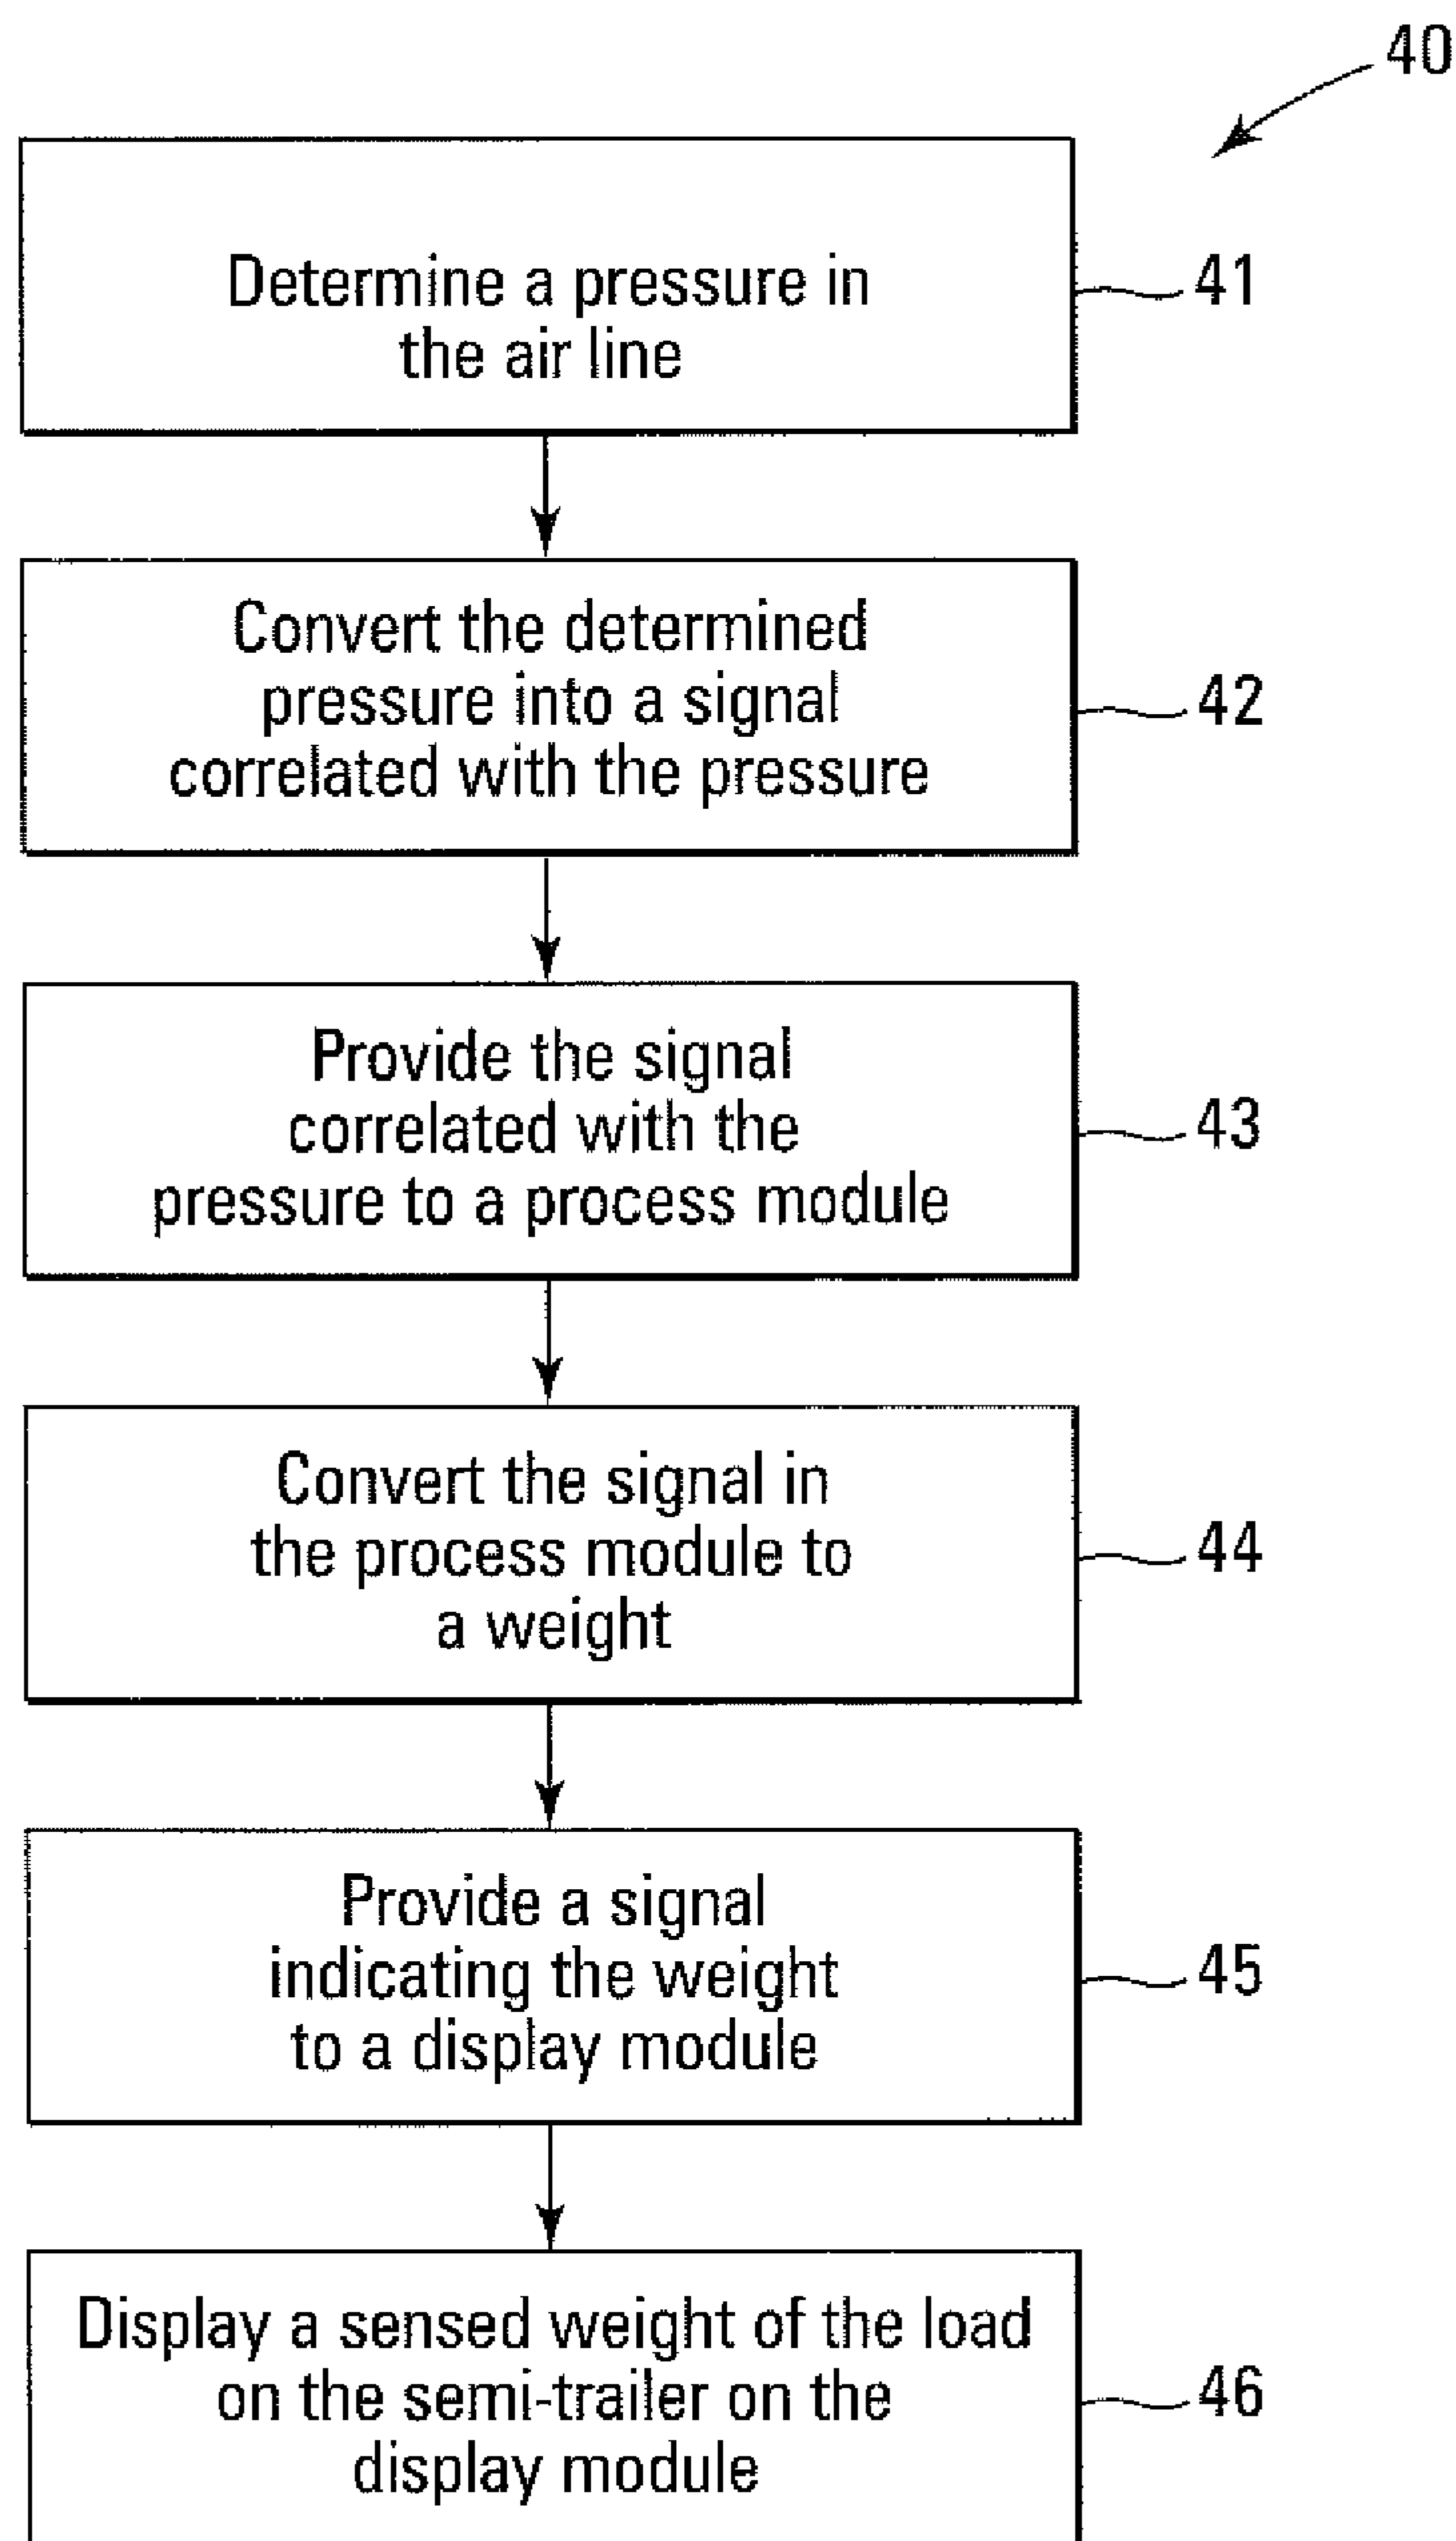 40
Determine a pressure in
the air line
41
Convert the determined
pressure into a signal
correlated with the pressure
42
Provide the signal
correlated with the
pressure to a process module
43
Convert the signal in
the process module to
a weight
44
Provide a signal
indicating the weight
to a display module
45
Display a sensed weight of the load
on the semi-trailer on the
display module
46